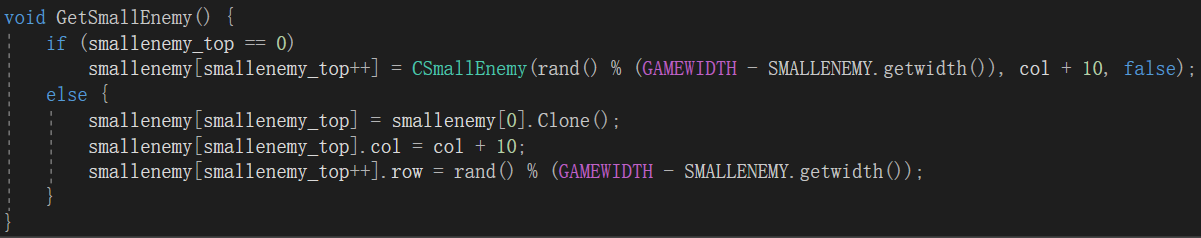 void GetSmallEnemy() {
    if (smallenemy_top == 0)
        smallenemy[smallenemy_top++] = CSmallEnemy(rand() % (GAMEWIDTH - SMALLENEMY.getwidth()), col + 10, false);
    else {
        smallenemy[smallenemy_top] = smallenemy[0].Clone();
        smallenemy[smallenemy_top].col = col + 10;
        smallenemy[smallenemy_top++].row = rand() % (GAMEWIDTH - SMALLENEMY.getwidth());
    }
}